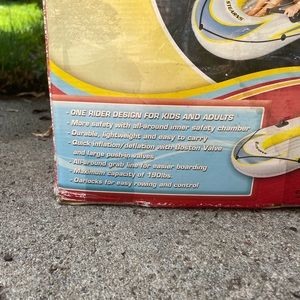 STEARNS
- ONE RIDER DESIGN FOR KIDS AND ADULTS
- More safety with all-around inner safety chamber
- Durable, lightweight and easy to carry
- Quick inflation/deflation with Boston Valve
and large push-in valves
- All-around grab line for easier boarding
- Maximum capacity of 190lbs.
- Oarlocks for easy rowing and control